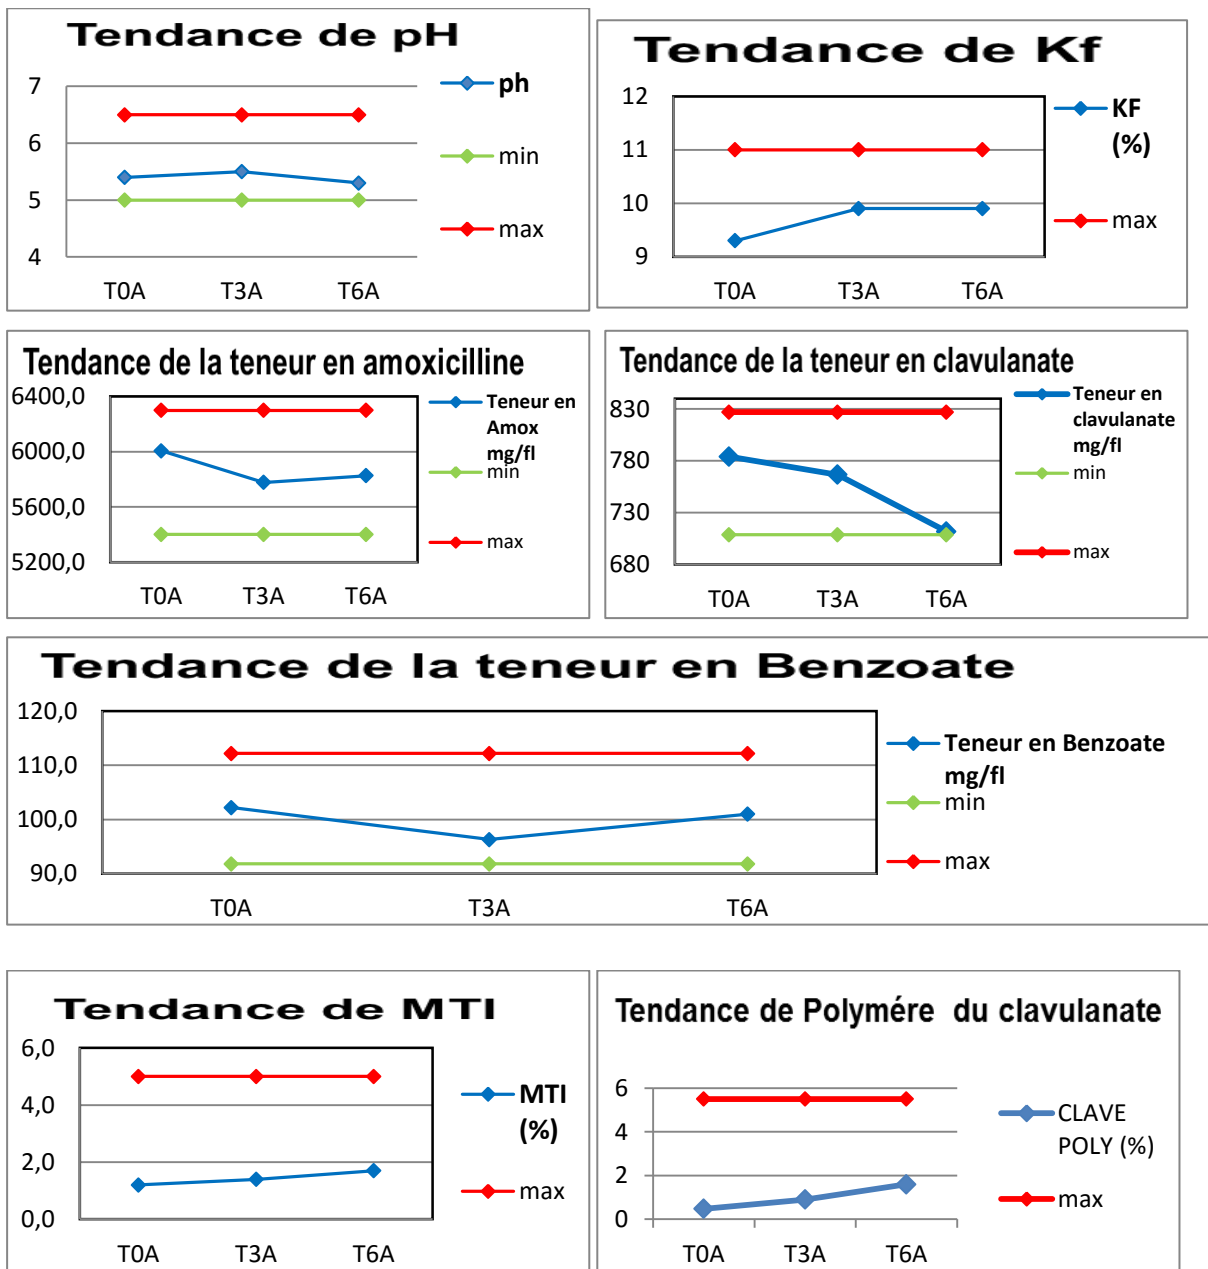 Tendance de pH
7
6
5
4
T0A T3A T6A
ph
min
max
Tendance de Kf
12
11
10
9
T0A T3A T6A
KF
(%)
max
Tendance de la teneur en amoxicilline
6400,0
6000,0
5600,0
5200,0
T0A T3A T6A
Teneur en
Amox
mg/fl
min
max
Tendance de la teneur en clavulanate
830
780
730
680
T0A T3A T6A
Teneur en
clavulanate
mg/fl
min
max
Tendance de la teneur en Benzoate
120,0
110,0
100,0
90,0
T0A T3A T6A
Teneur en Benzoate
mg/fl
min
max
Tendance de MTI
6,0
4,0
2,0
0,0
T0A T3A T6A
MTI
(%)
max
Tendance de Polymére du clavulanate
6
4
2
0
T0A T3A T6A
CLAVE
POLY (%)
max